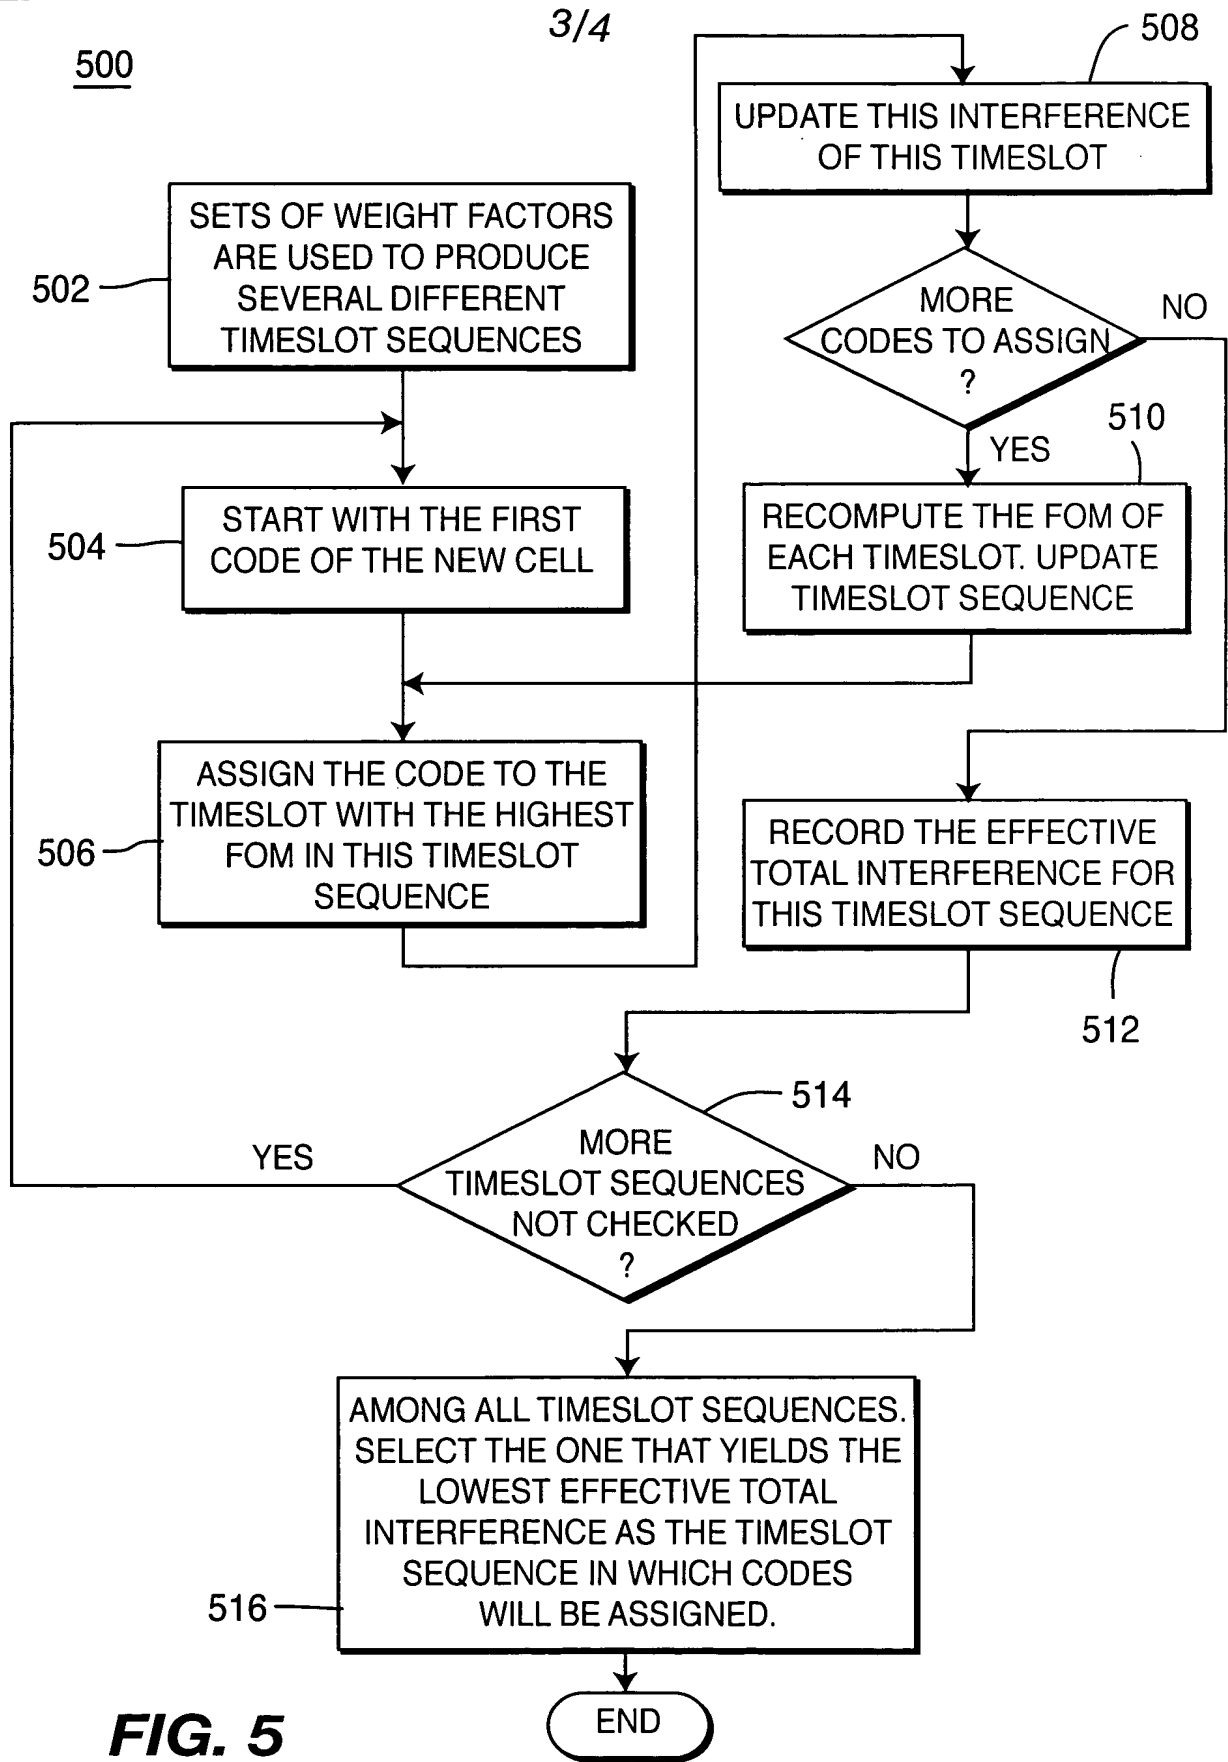 3/4
500
508
UPDATE THIS INTERFERENCE
OF THIS TIMESLOT
SETS OF WEIGHT FACTORS
ARE USED TO PRODUCE
SEVERAL DIFFERENT
TIMESLOT SEQUENCES
502
MORE
CODES TO ASSIGN
?
NO
YES
510
START WITH THE FIRST
CODE OF THE NEW CELL
504
RECOMPUTE THE FOM OF
EACH TIMESLOT. UPDATE
TIMESLOT SEQUENCE
ASSIGN THE CODE TO THE
TIMESLOT WITH THE HIGHEST
FOM IN THIS TIMESLOT
SEQUENCE
506
RECORD THE EFFECTIVE
TOTAL INTERFERENCE FOR
THIS TIMESLOT SEQUENCE
512
514
MORE
TIMESLOT SEQUENCES
NOT CHECKED
?
YES
NO
AMONG ALL TIMESLOT SEQUENCES.
SELECT THE ONE THAT YIELDS THE
LOWEST EFFECTIVE TOTAL
INTERFERENCE AS THE TIMESLOT
SEQUENCE IN WHICH CODES
WILL BE ASSIGNED.
516
END
FIG. 5